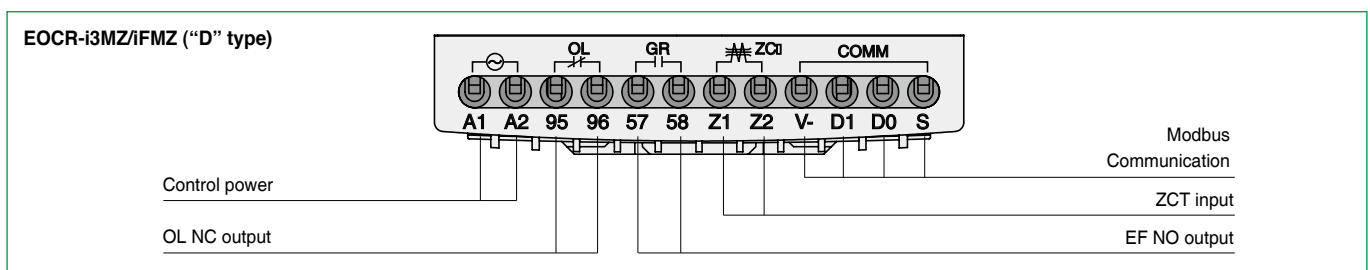 EOCR-i3MZ/iFMZ (“D” type)
OL GR ZC COMM
A1 A2 95 96 57 58 Z1 Z2 V- D1 D0 S
Modbus
Communication
Control power
ZCT input
OL NC output
EF NO output